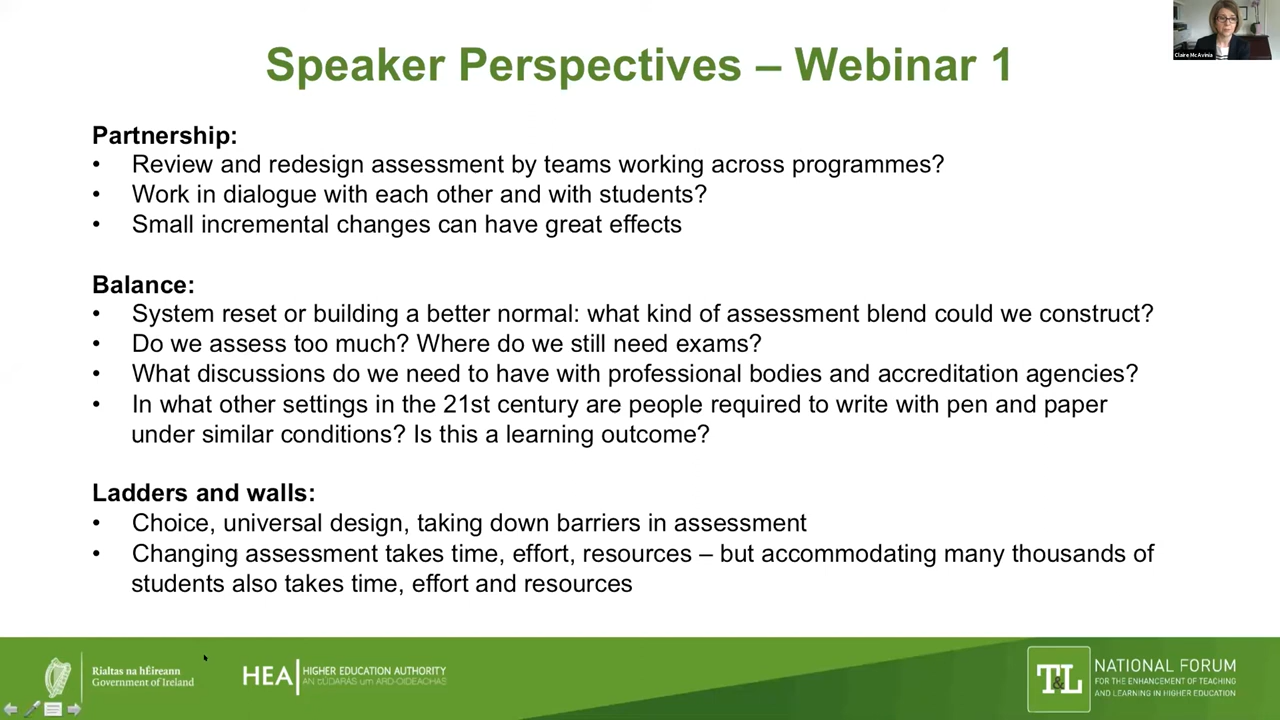 Claire McAvinia
Speaker Perspectives – Webinar 1
Partnership:
• Review and redesign assessment by teams working across programmes?
• Work in dialogue with each other and with students?
• Small incremental changes can have great effects
Balance:
• System reset or building a better normal: what kind of assessment blend could we construct?
• Do we assess too much? Where do we still need exams?
• What discussions do we need to have with professional bodies and accreditation agencies?
• In what other settings in the 21st century are people required to write with pen and paper
under similar conditions? Is this a learning outcome?
Ladders and walls:
• Choice, universal design, taking down barriers in assessment
• Changing assessment takes time, effort, resources – but accommodating many thousands of
students also takes time, effort and resources
Rialtas na hÉireann
Government of Ireland
HEA
HIGHER EDUCATION AUTHORITY
AN tÚDARÁS um ARD-OIDEACHAS
T&L
NATIONAL FORUM
FOR THE ENHANCEMENT OF TEACHING
AND LEARNING IN HIGHER EDUCATION